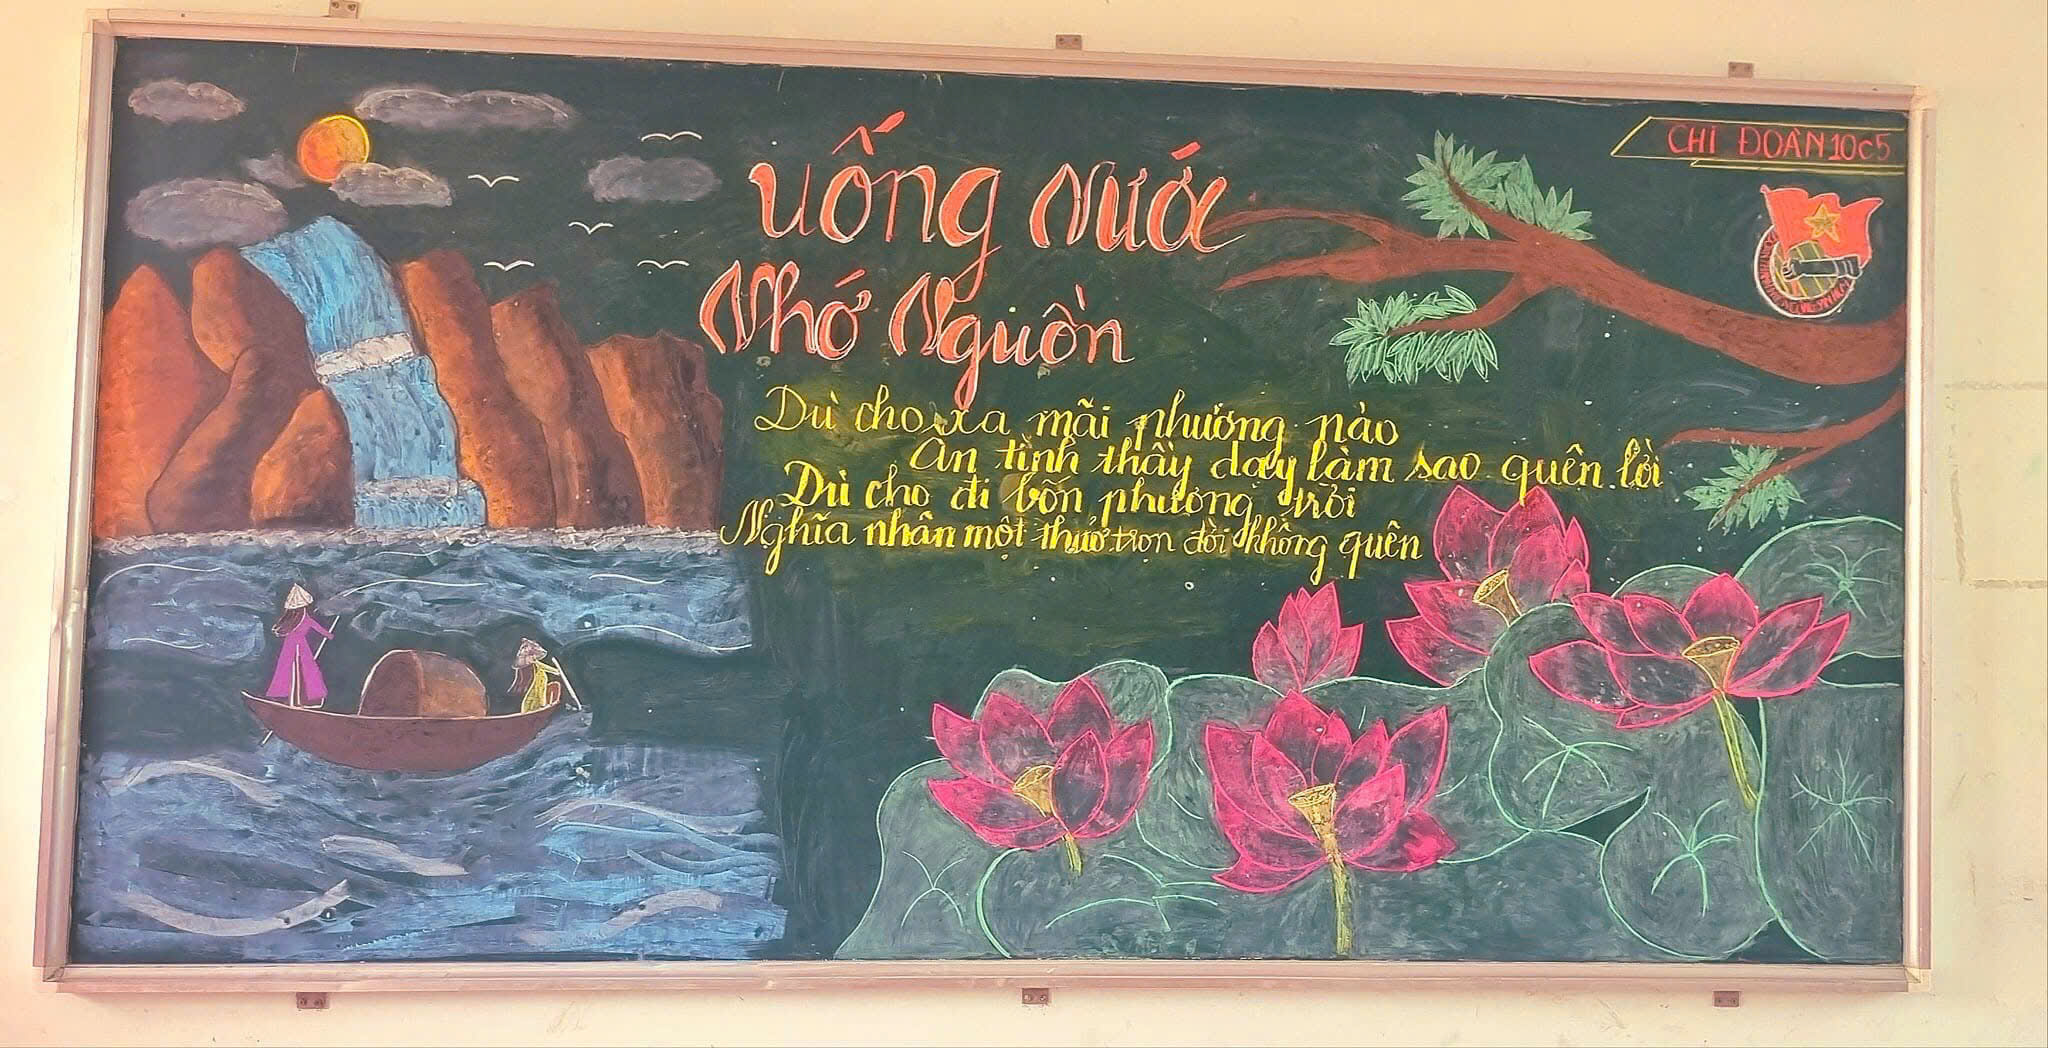 Uống Nước
Nhớ Nguồn
CHI ĐOÀN 10C5
Dù cho xa mãi phương nào
Ân tình thầy dạy làm sao quên lời
Dù cho đi bốn phương trời
Nghĩa nhân một thuở trọn đời không quên